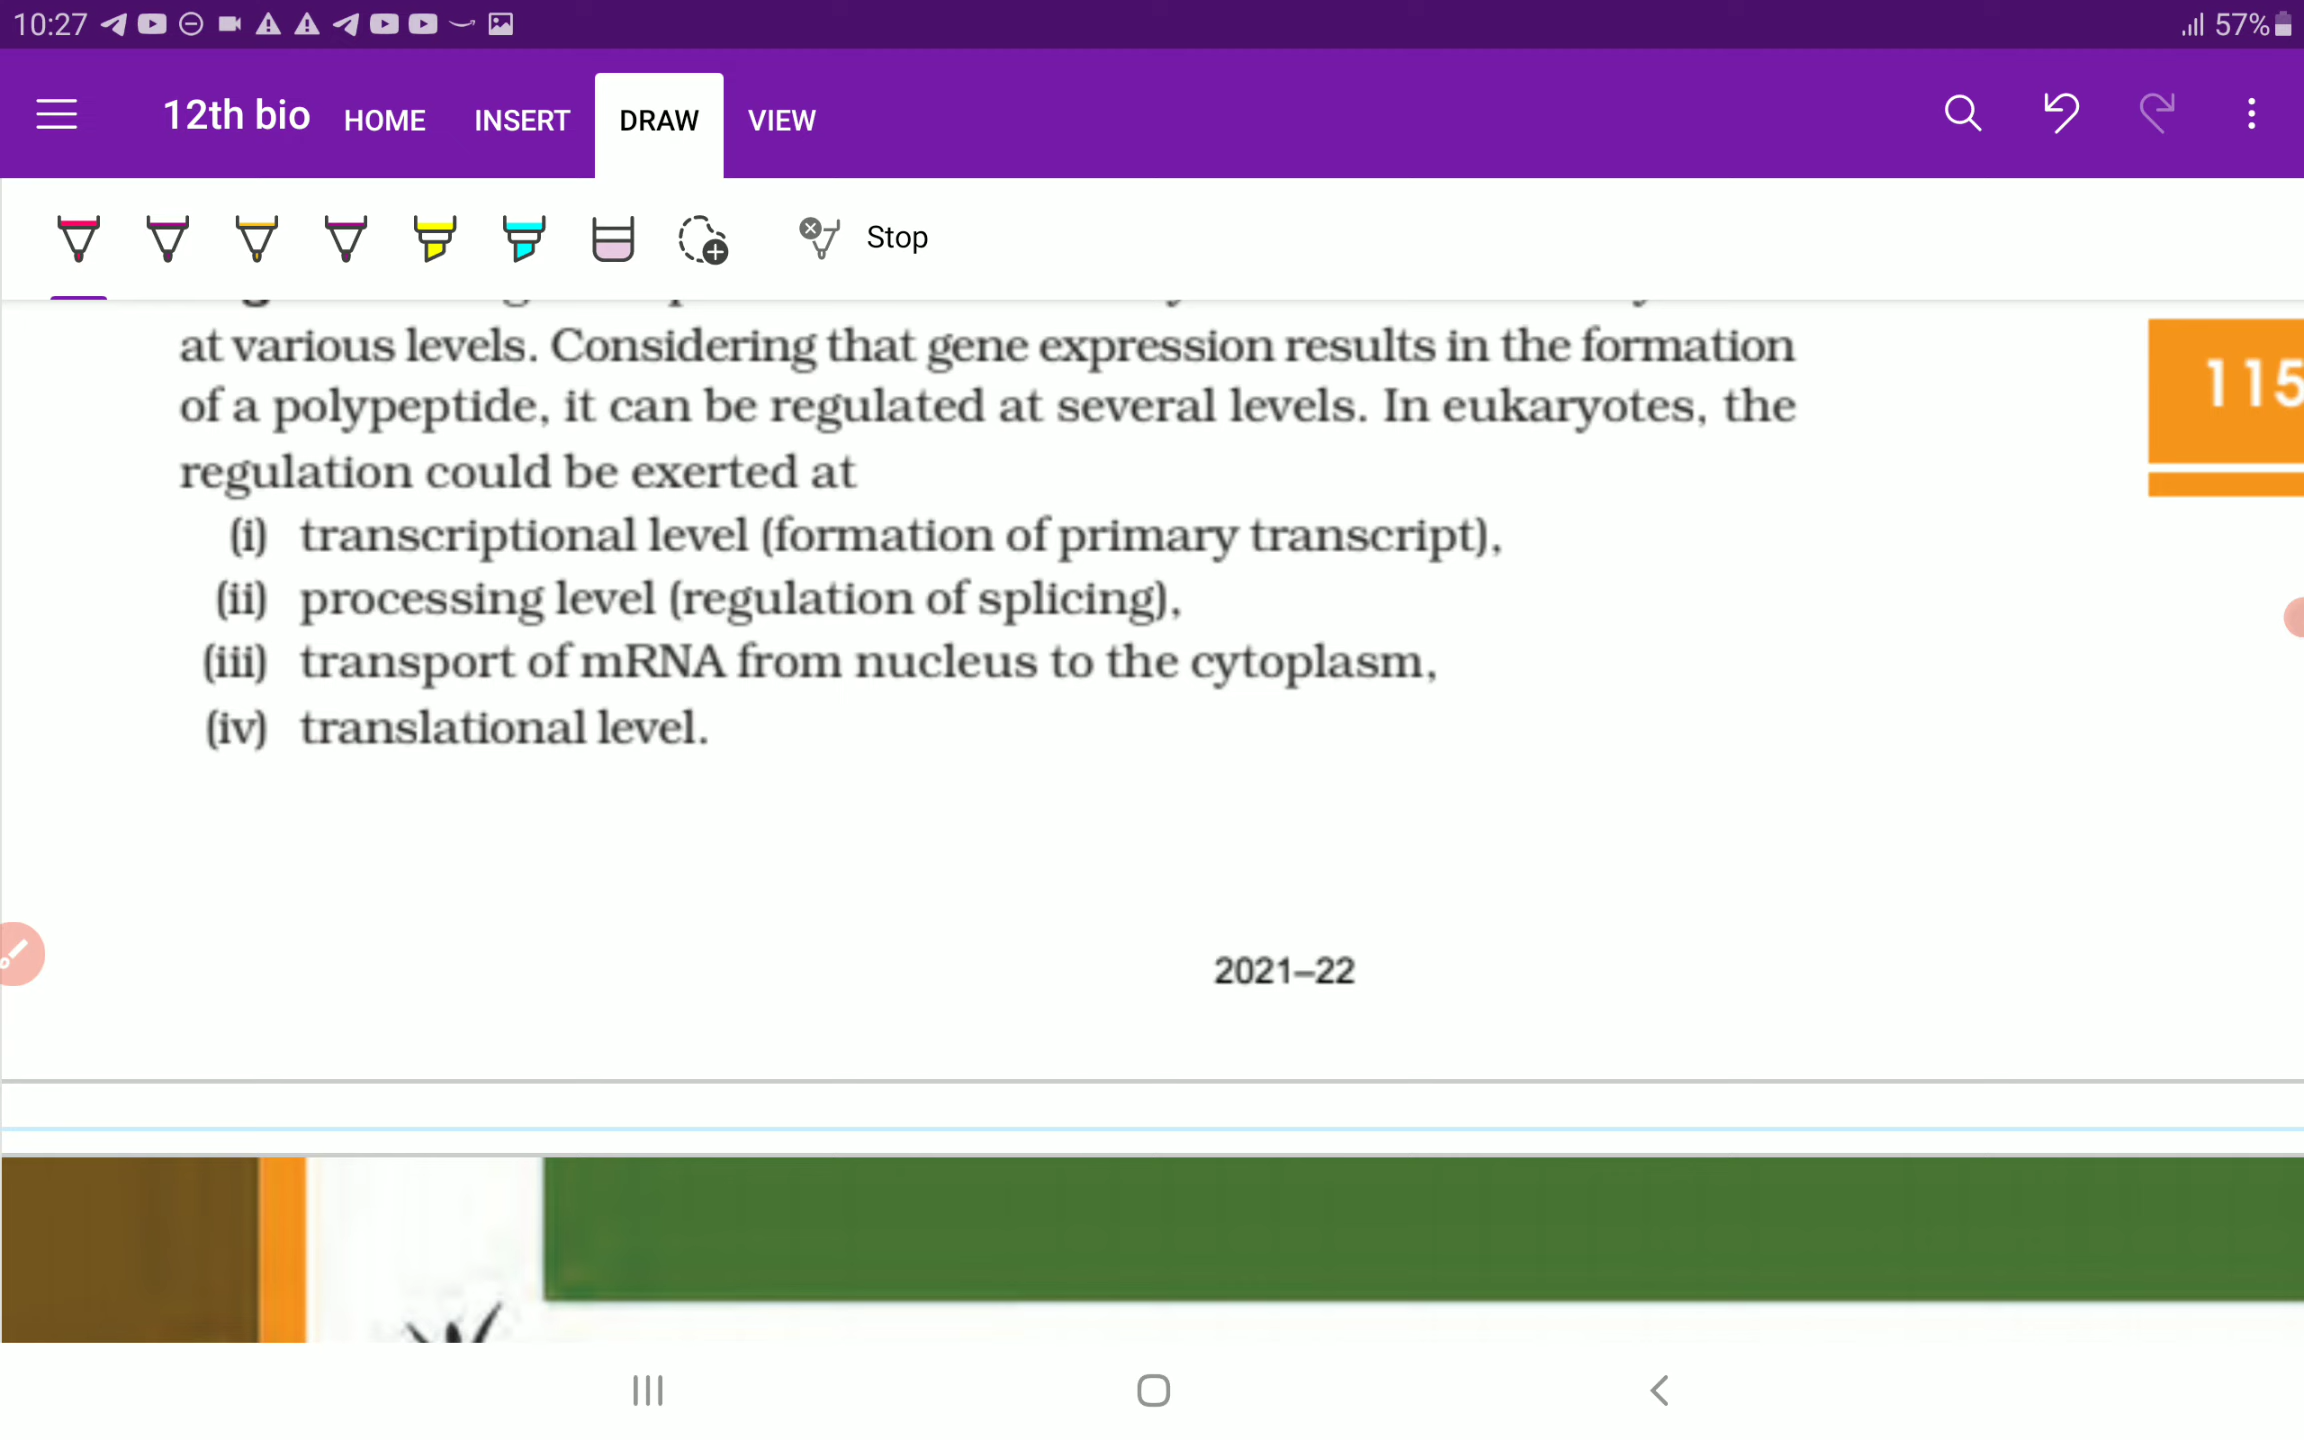 10:27
57%
12th bio HOME INSERT DRAW VIEW
Stop
at various levels. Considering that gene expression results in the formation
of a polypeptide, it can be regulated at several levels. In eukaryotes, the
regulation could be exerted at
(i) transcriptional level (formation of primary transcript),
(ii) processing level (regulation of splicing),
(iii) transport of mRNA from nucleus to the cytoplasm,
(iv) translational level.
115
2021–22